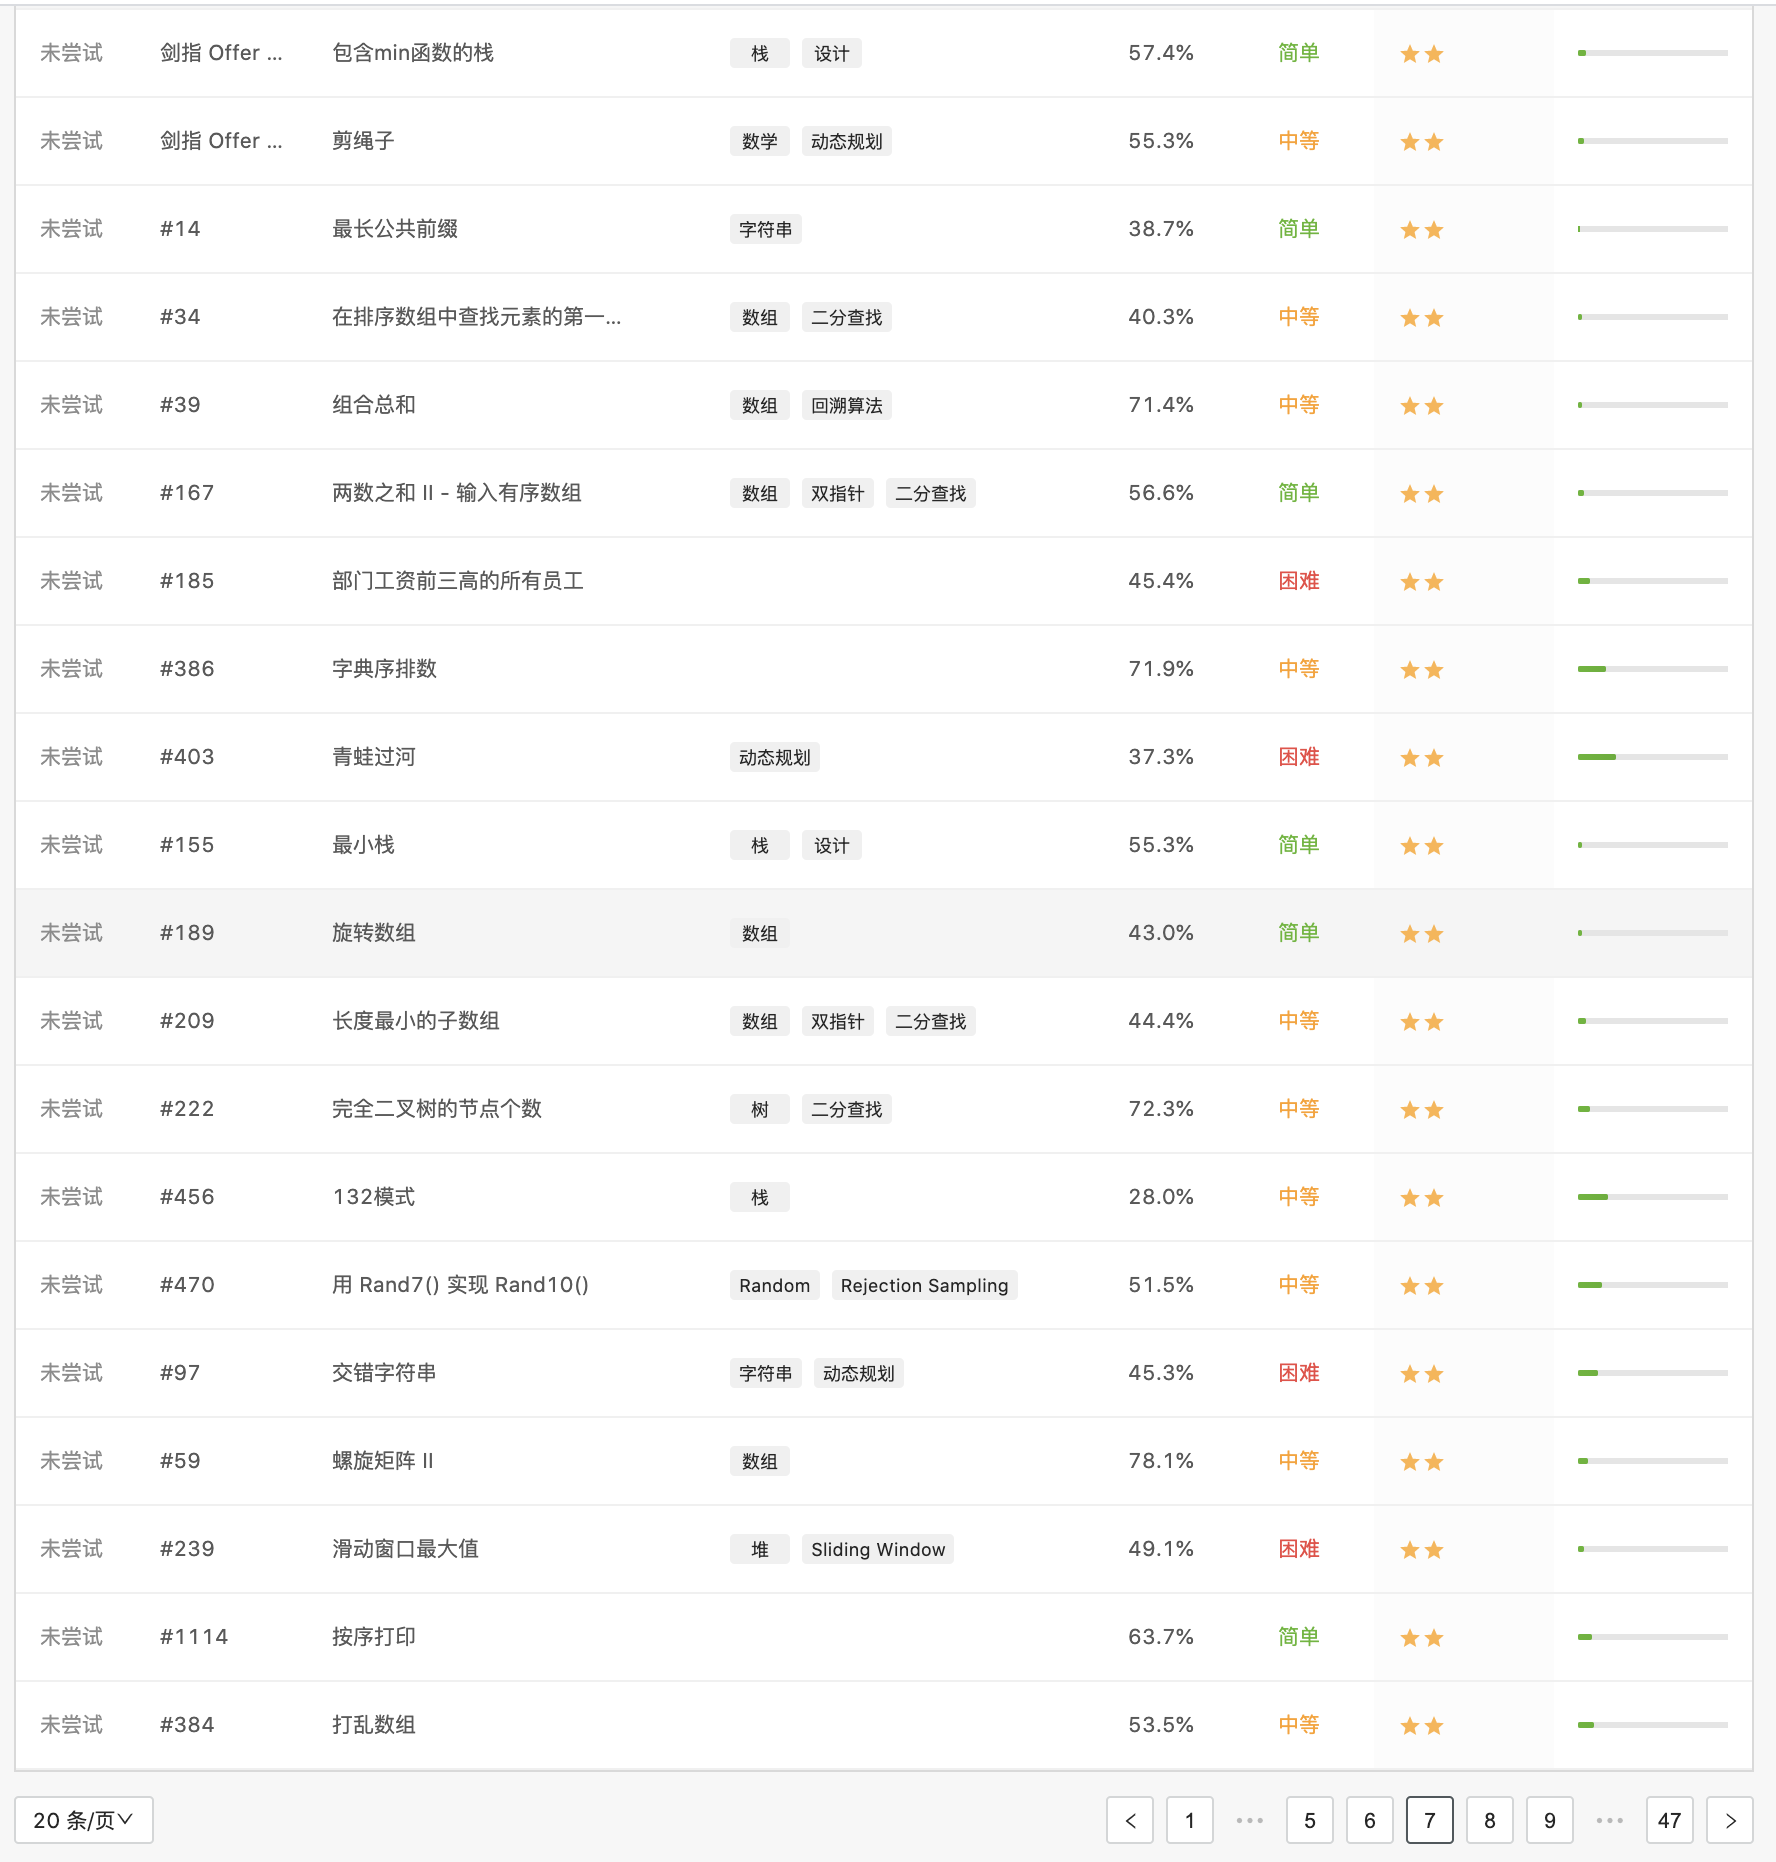 未尝试 剑指 Offer ... 包含min函数的栈 栈 设计 57.4% 简单
未尝试 剑指 Offer ... 剪绳子 数学 动态规划 55.3% 中等
未尝试 #14 最长公共前缀 字符串 38.7% 简单
未尝试 #34 在排序数组中查找元素的第一... 数组 二分查找 40.3% 中等
未尝试 #39 组合总和 数组 回溯算法 71.4% 中等
未尝试 #167 两数之和 II - 输入有序数组 数组 双指针 二分查找 56.6% 简单
未尝试 #185 部门工资前三高的所有员工 45.4% 困难
未尝试 #386 字典序排数 71.9% 中等
未尝试 #403 青蛙过河 动态规划 37.3% 困难
未尝试 #155 最小栈 栈 设计 55.3% 简单
未尝试 #189 旋转数组 数组 43.0% 简单
未尝试 #209 长度最小的子数组 数组 双指针 二分查找 44.4% 中等
未尝试 #222 完全二叉树的节点个数 树 二分查找 72.3% 中等
未尝试 #456 132模式 栈 28.0% 中等
未尝试 #470 用 Rand7() 实现 Rand10() Random Rejection Sampling 51.5% 中等
未尝试 #97 交错字符串 字符串 动态规划 45.3% 困难
未尝试 #59 螺旋矩阵 II 数组 78.1% 中等
未尝试 #239 滑动窗口最大值 堆 Sliding Window 49.1% 困难
未尝试 #1114 按序打印 63.7% 简单
未尝试 #384 打乱数组 53.5% 中等
20 条/页 < 1 ••• 5 6 7 8 9 ••• 47 >